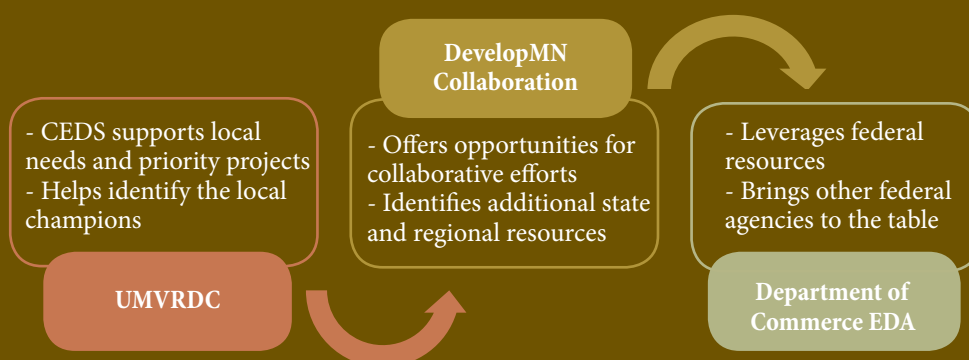 - CEDS supports local
needs and priority projects
- Helps identify the local
champions
UMVRDC
DevelopMN
Collaboration
- Offers opportunities for
collaborative efforts
- Identifies additional state
and regional resources
- Leverages federal
resources
- Brings other federal
agencies to the table
Department of
Commerce EDA